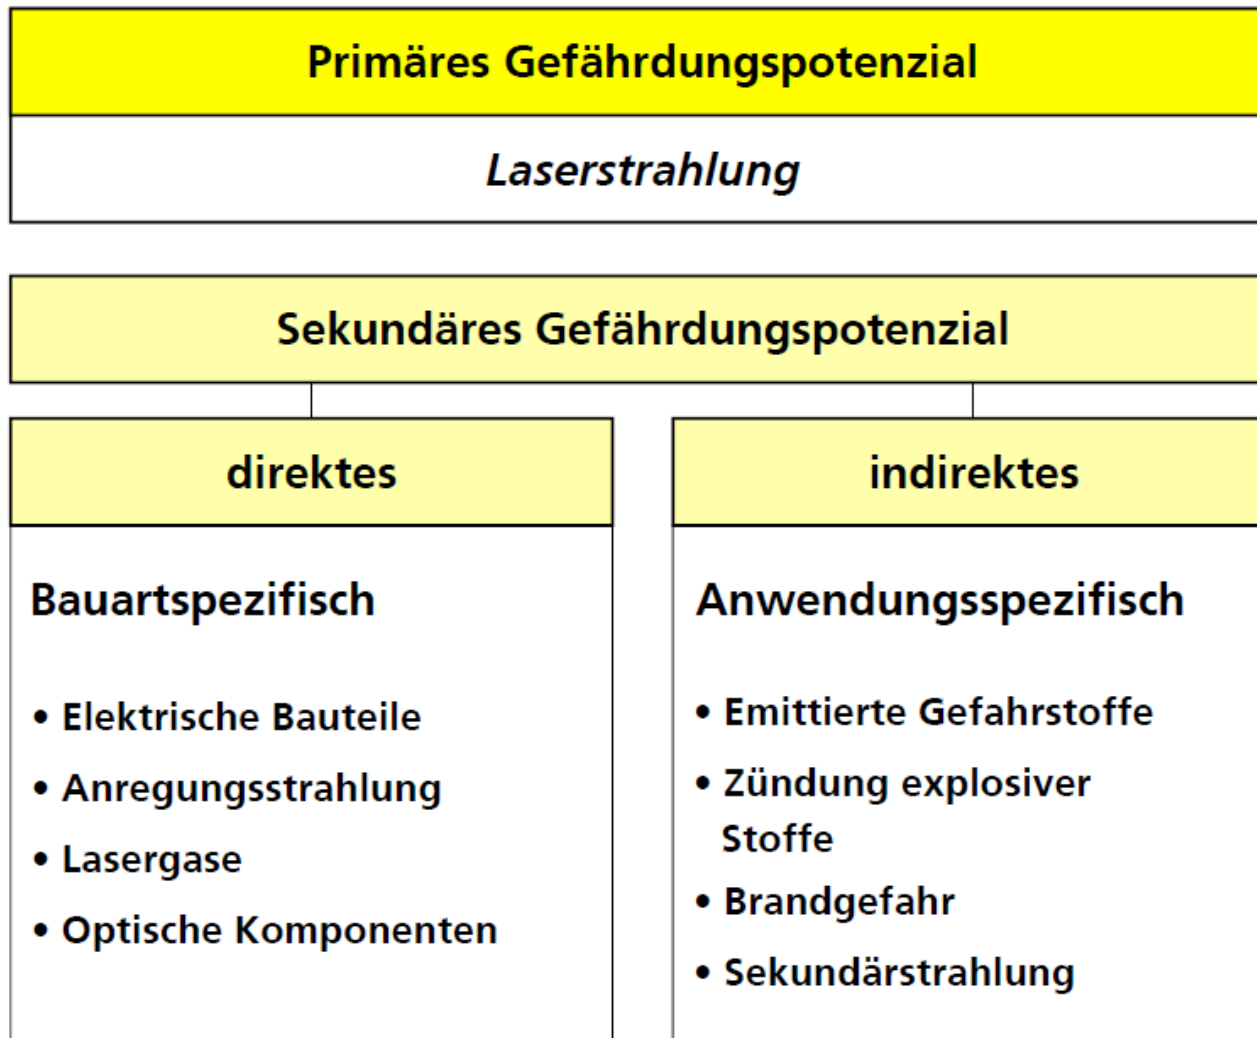 Primäres Gefährdungspotenzial
Laserstrahlung
Sekundäres Gefährdungspotenzial
direktes
Bauartspezifisch
• Elektrische Bauteile
• Anregungsstrahlung
• Lasergase
• Optische Komponenten
indirektes
Anwendungsspezifisch
• Emittierte Gefahrstoffe
• Zündung explosiver
Stoffe
• Brandgefahr
• Sekundärstrahlung